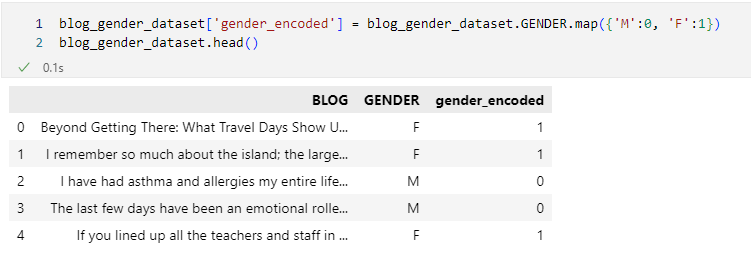 1 blog_gender_dataset['gender_encoded'] = blog_gender_dataset.GENDER.map({'M':0, 'F':1})
2 blog_gender_dataset.head()
✓ 0.1s
BLOG GENDER gender_encoded
0 Beyond Getting There: What Travel Days Show U... F 1
1 I remember so much about the island; the large... F 1
2 I have had asthma and allergies my entire life... M 0
3 The last few days have been an emotional rolle... M 0
4 If you lined up all the teachers and staff in ... F 1